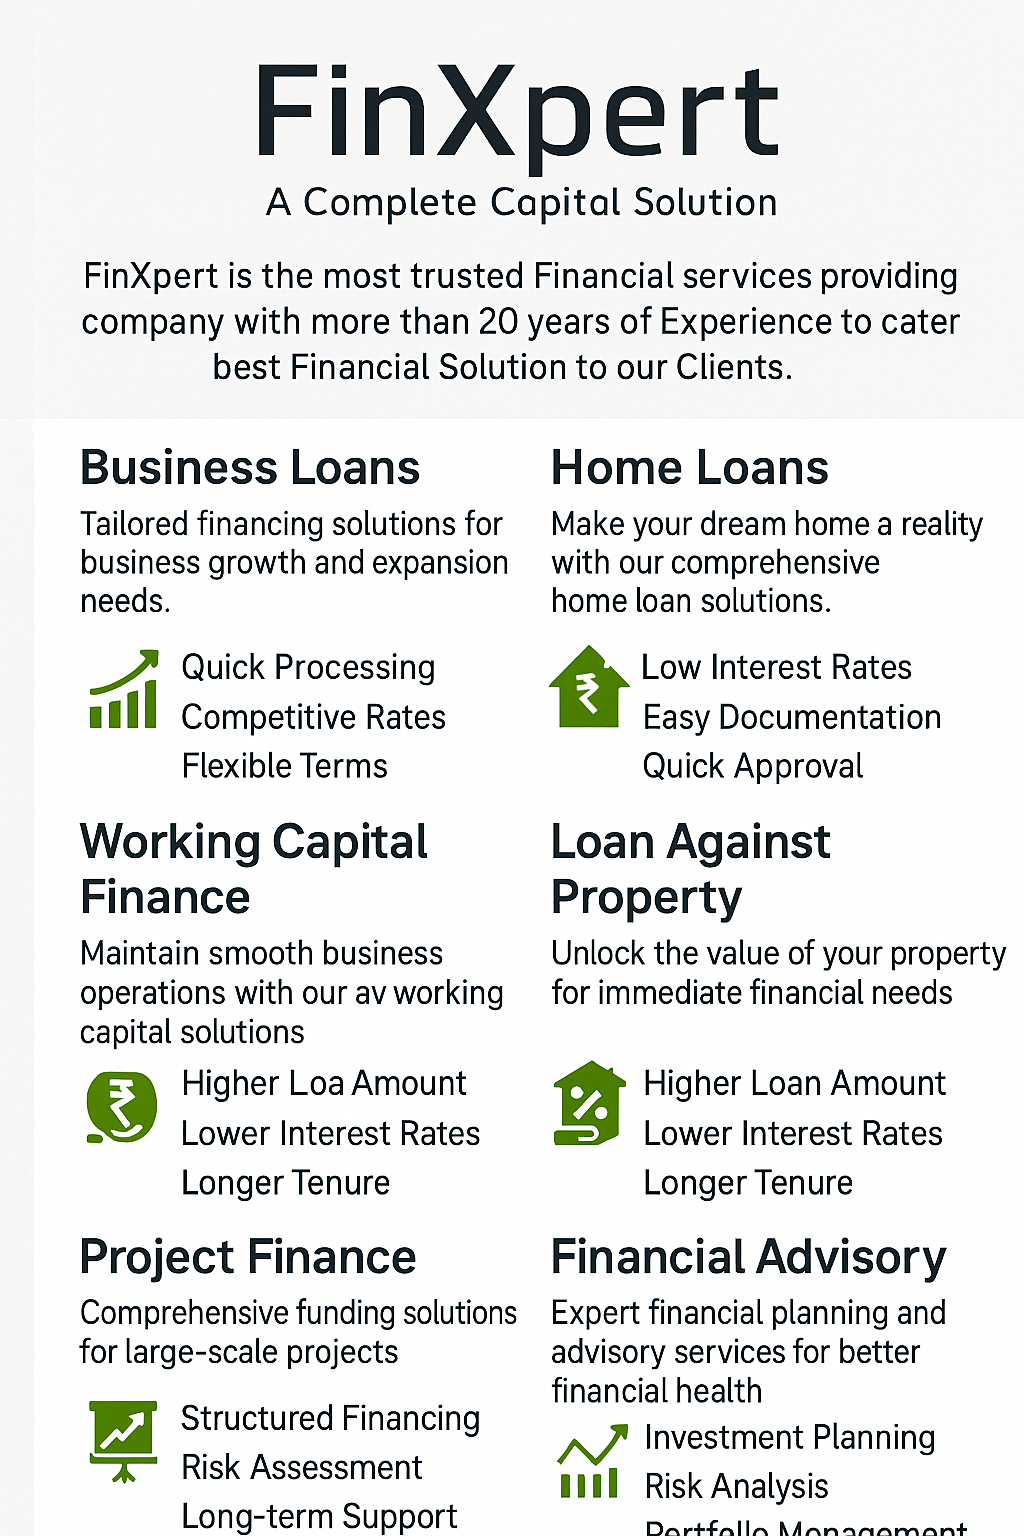 FinXpert
A Complete Capital Solution
FinXpert is the most trusted Financial services providing
company with more than 20 years of Experience to cater
best Financial Solution to our Clients.
Business Loans
Tailored financing solutions for
business growth and expansion
needs.
Quick Processing
Competitive Rates
Flexible Terms
Home Loans
Make your dream home a reality
with our comprehensive
home loan solutions.
₹
Low Interest Rates
Easy Documentation
Quick Approval
Working Capital
Finance
Maintain smooth business
operations with our av working
capital solutions
₹
Higher Loa Amount
Lower Interest Rates
Longer Tenure
Loan Against
Property
Unlock the value of your property
for immediate financial needs
%
Higher Loan Amount
Lower Interest Rates
Longer Tenure
Project Finance
Comprehensive funding solutions
for large-scale projects
Structured Financing
Risk Assessment
Long-term Support
Financial Advisory
Expert financial planning and
advisory services for better
financial health
Investment Planning
Risk Analysis